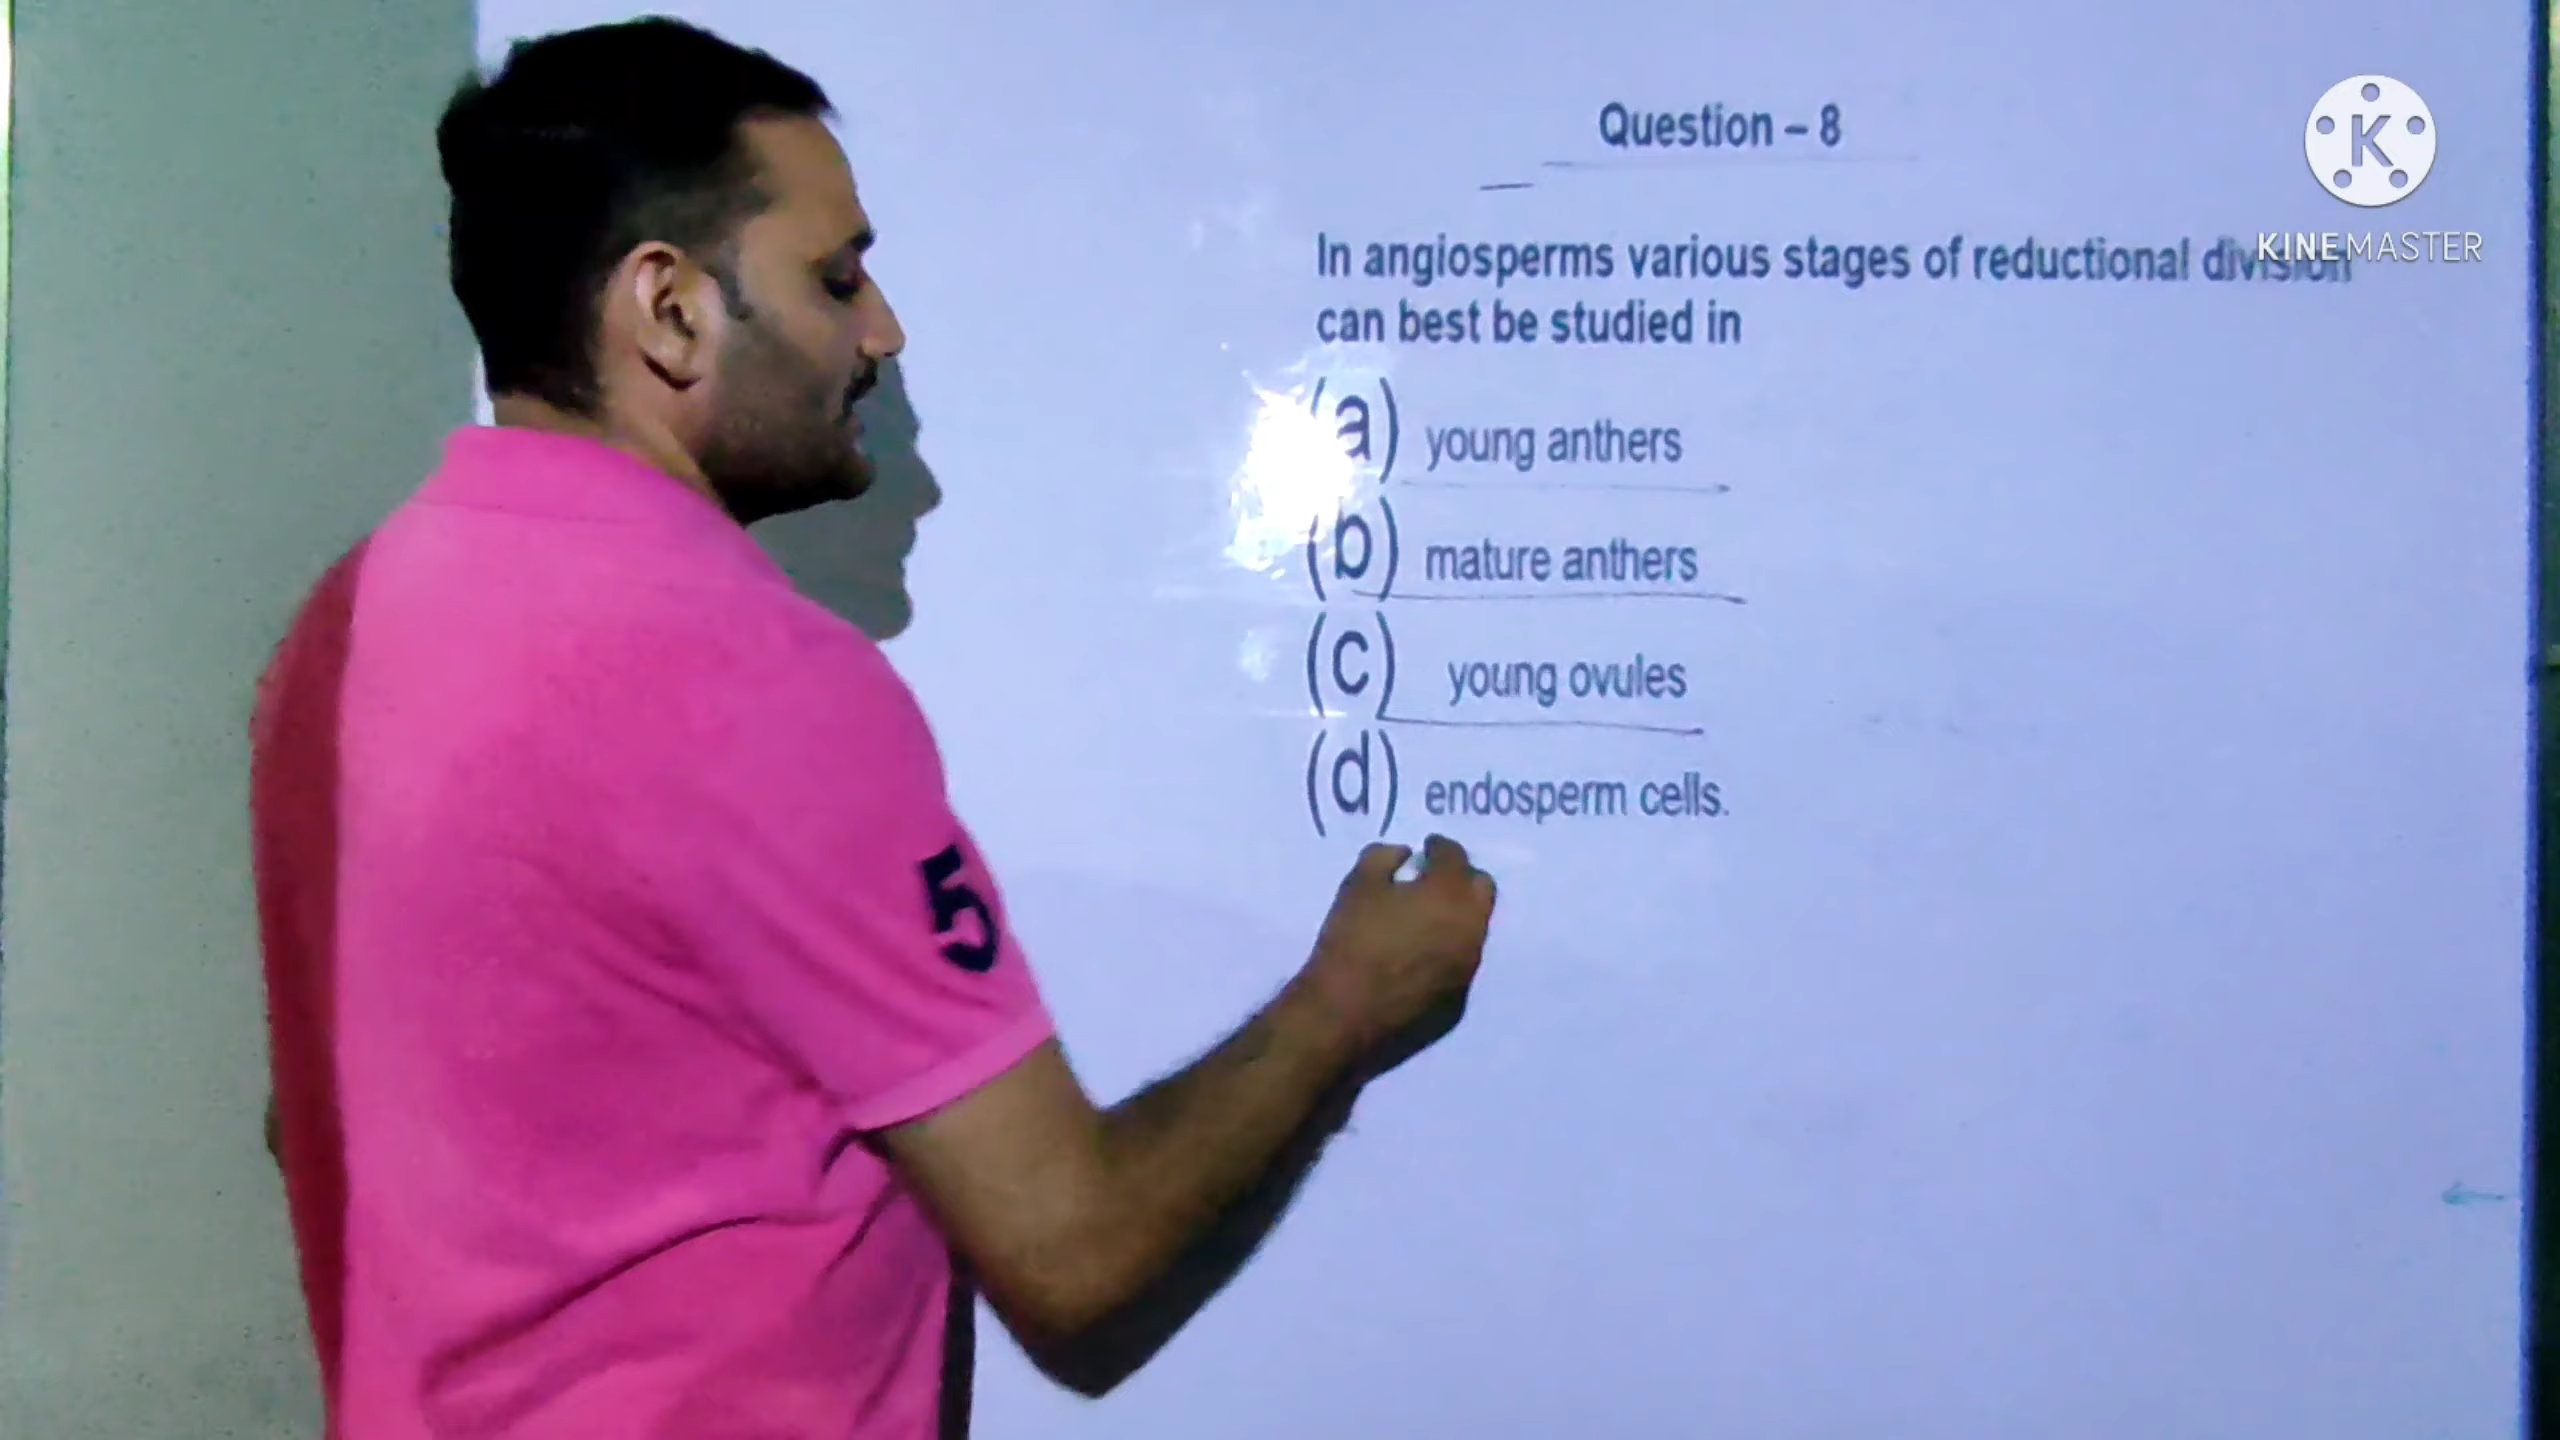 Question – 8
In angiosperms various stages of reductional division
can best be studied in
(a) young anthers
(b) mature anthers
(c) young ovules
(d) endosperm cells.
K
KINEMASTER
5